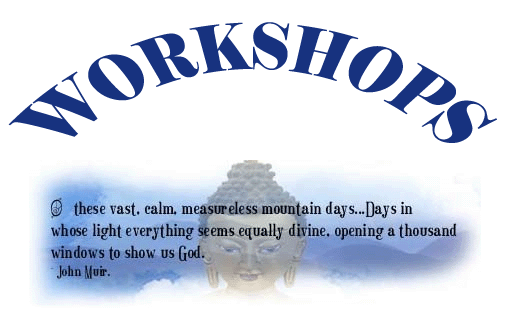 WORKSHOPS
O these vast, calm, measureless mountain days...Days in
whose light everything seems equally divine, opening a thousand
windows to show us God.
~ John Muir.